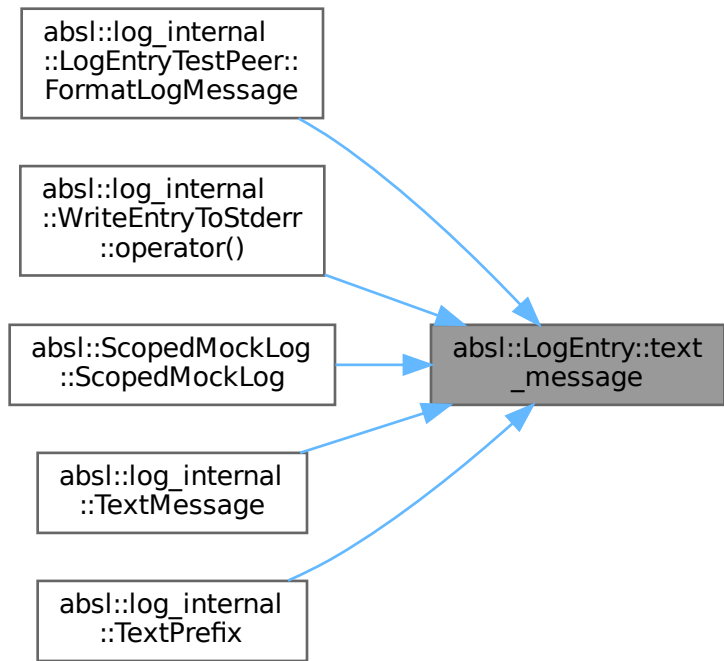 absl::log_internal
::LogEntryTestPeer::
FormatLogMessage
absl::log_internal
::WriteEntryToStderr
::operator()
absl::ScopedMockLog
::ScopedMockLog
absl::LogEntry::text
_message
absl::log_internal
::TextMessage
absl::log_internal
::TextPrefix